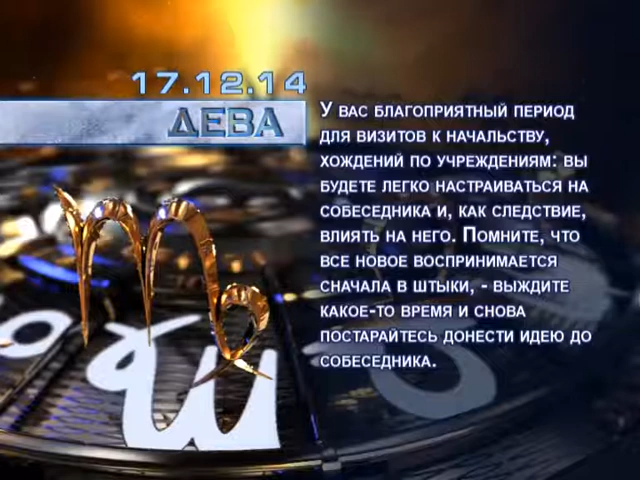 17.12.14
ДЕВА
У ВАС БЛАГОПРИЯТНЫЙ ПЕРИОД
ДЛЯ ВИЗИТОВ К НАЧАЛЬСТВУ,
ХОЖДЕНИЙ ПО УЧРЕЖДЕНИЯМ: ВЫ
БУДЕТЕ ЛЕГКО НАСТРАИВАТЬСЯ НА
СОБЕСЕДНИКА И, КАК СЛЕДСТВИЕ,
ВЛИЯТЬ НА НЕГО. ПОМНИТЕ, ЧТО
ВСЕ НОВОЕ ВОСПРИНИМАЕТСЯ
СНАЧАЛА В ШТЫКИ, - ВЫЖДИТЕ
КАКОЕ-ТО ВРЕМЯ И СНОВА
ПОСТАРАЙТЕСЬ ДОНЕСТИ ИДЕЮ ДО
СОБЕСЕДНИКА.